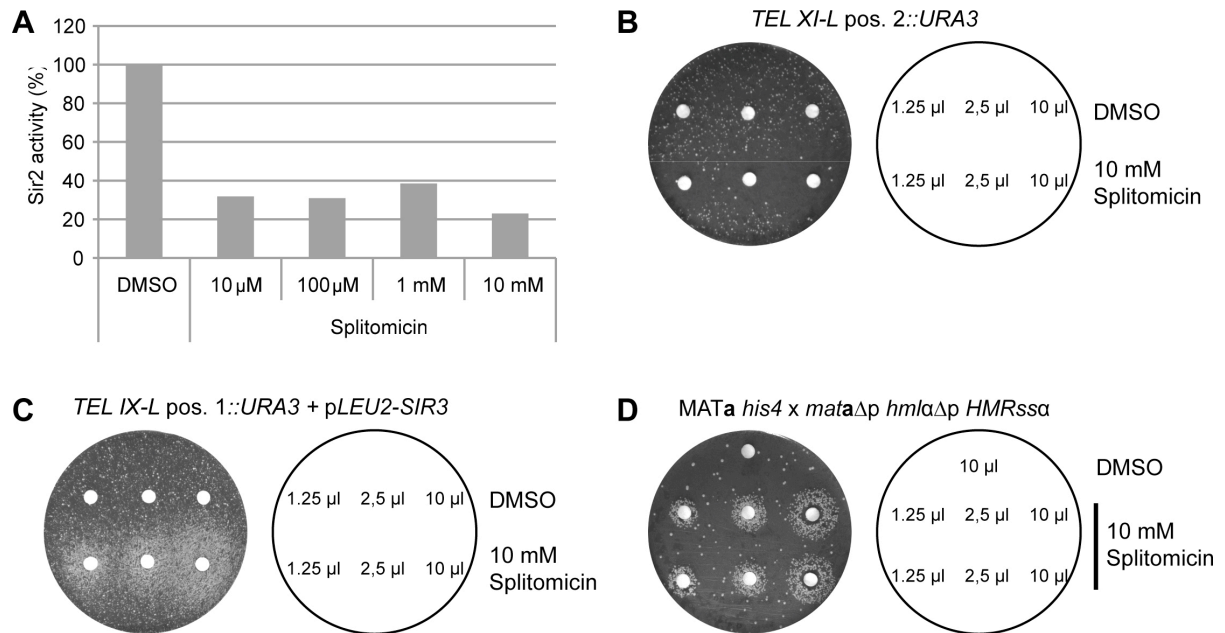 A
Sir2 activity (%)
120
100
80
60
40
20
0
DMSO
10 µM
100 µM
1 mM
10 mM
Splitomicin
B
TEL XI-L pos. 2::URA3
1.25 µl 2,5 µl 10 µl
DMSO
1.25 µl 2,5 µl 10 µl
10 mM
Splitomicin
C
TEL IX-L pos. 1::URA3 + pLEU2-SIR3
1.25 µl 2,5 µl 10 µl
DMSO
1.25 µl 2,5 µl 10 µl
10 mM
Splitomicin
D
MATa his4 x mata∆p hmlα∆p HMRssα
10 µl
DMSO
1.25 µl 2,5 µl 10 µl
1.25 µl 2,5 µl 10 µl
10 mM
Splitomicin